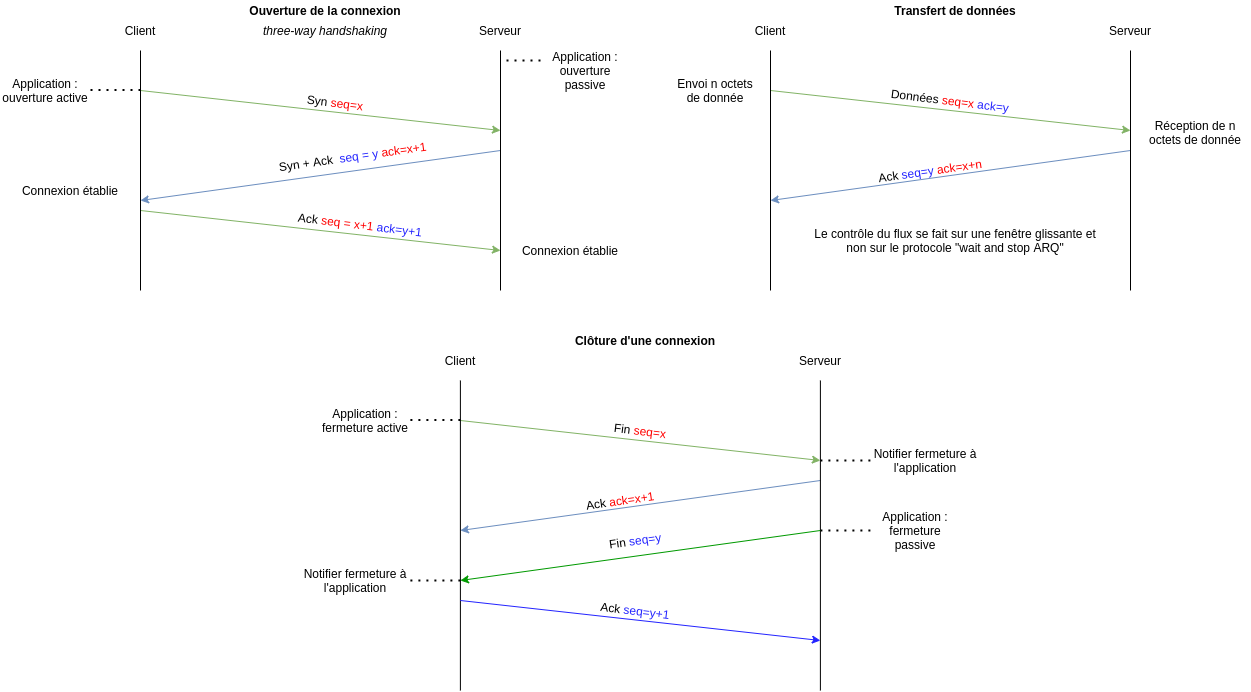 Ouverture de la connexion
Client
three-way handshaking
Serveur
Application :
ouverture
passive
Application :
ouverture active
Syn seq=x
Syn + Ack seq = y ack=x+1
Connexion établie
Ack seq = x+1 ack=y+1
Connexion établie
Transfert de données
Client
Serveur
Envoi n octets
de donnée
Données seq=x ack=y
Réception de n
octets de donnée
Ack seq=y ack=x+n
Le contrôle du flux se fait sur une fenêtre glissante et
non sur le protocole "wait and stop ARQ"
Clôture d'une connexion
Client
Serveur
Application :
fermeture active
Fin seq=x
Notifier fermeture à
l'application
Ack ack=x+1
Application :
fermeture
passive
Fin seq=y
Notifier fermeture à
l'application
Ack seq=y+1